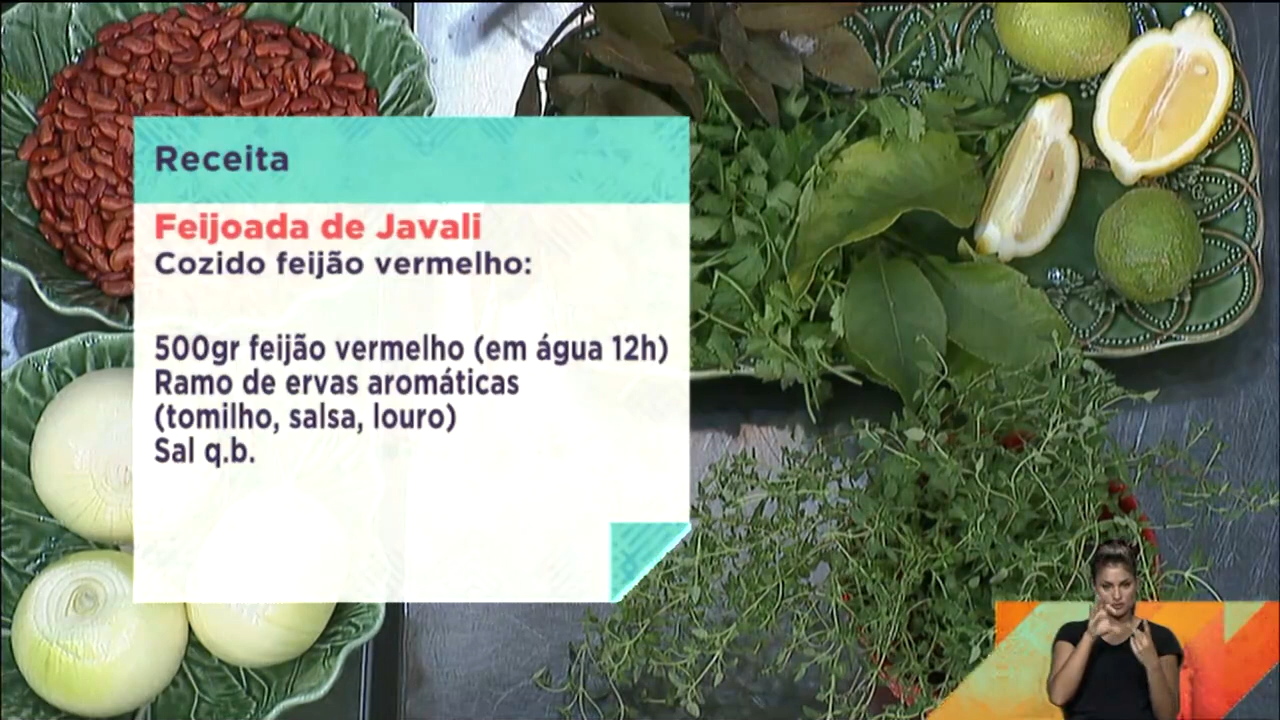 Receita
Feijoada de Javali
Cozido feijão vermelho:
500gr feijão vermelho (em água 12h)
Ramo de ervas aromáticas
(tomilho, salsa, louro)
Sal q.b.